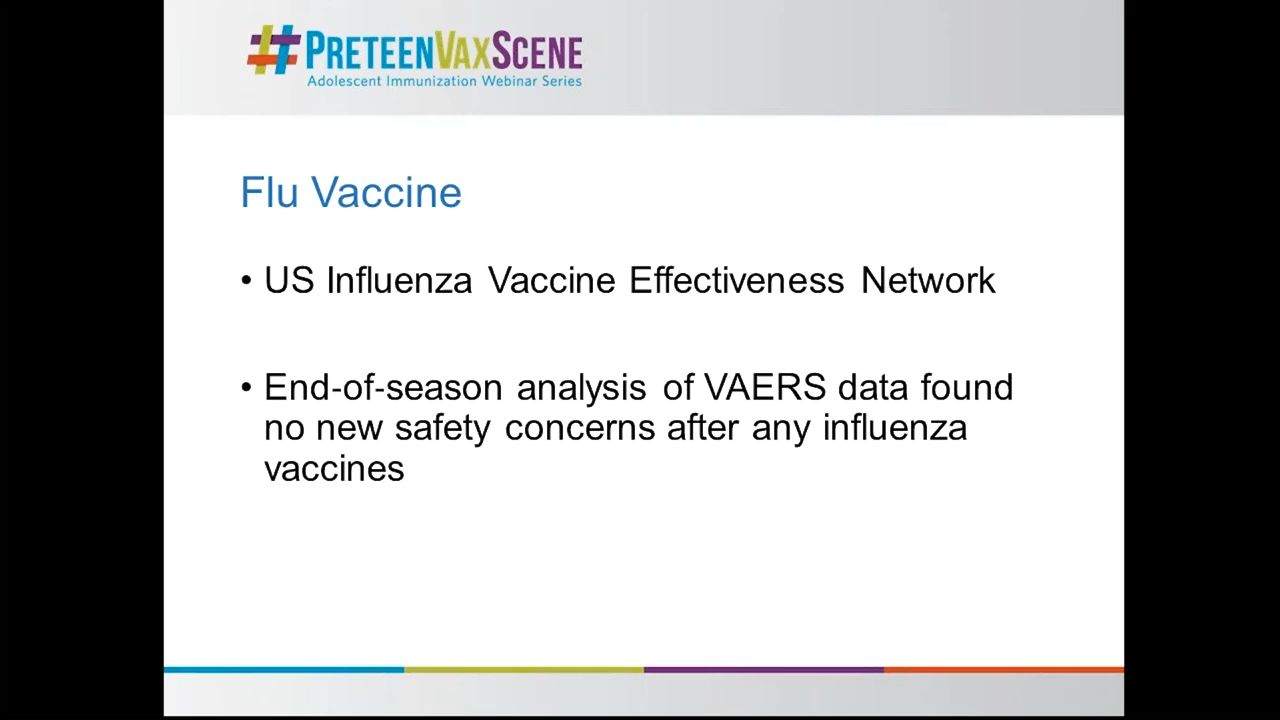 #PRETEENVAXSCENE
Adolescent Immunization Webinar Series
Flu Vaccine
• US Influenza Vaccine Effectiveness Network
• End-of-season analysis of VAERS data found
no new safety concerns after any influenza
vaccines